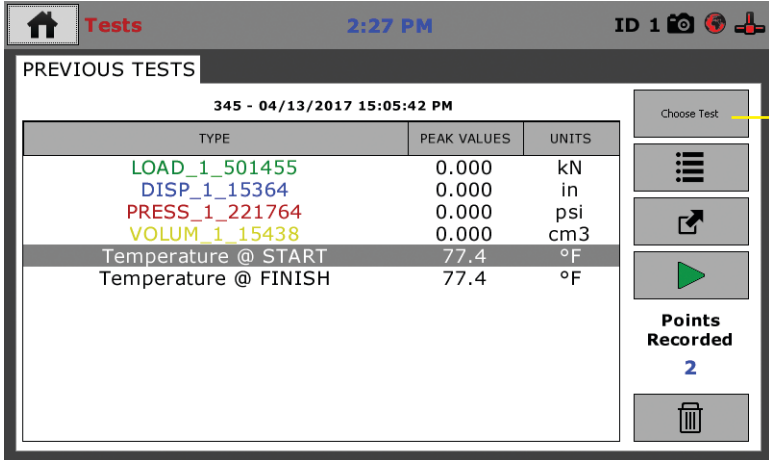 Tests 2:27 PM ID 1
PREVIOUS TESTS
345 - 04/13/2017 15:05:42 PM
Choose Test
TYPE PEAK VALUES UNITS
LOAD_1_501455 0.000 kN
DISP_1_15364 0.000 in
PRESS_1_221764 0.000 psi
VOLUM_1_15438 0.000 cm3
Temperature @ START 77.4 °F
Temperature @ FINISH 77.4 °F
Points
Recorded
2